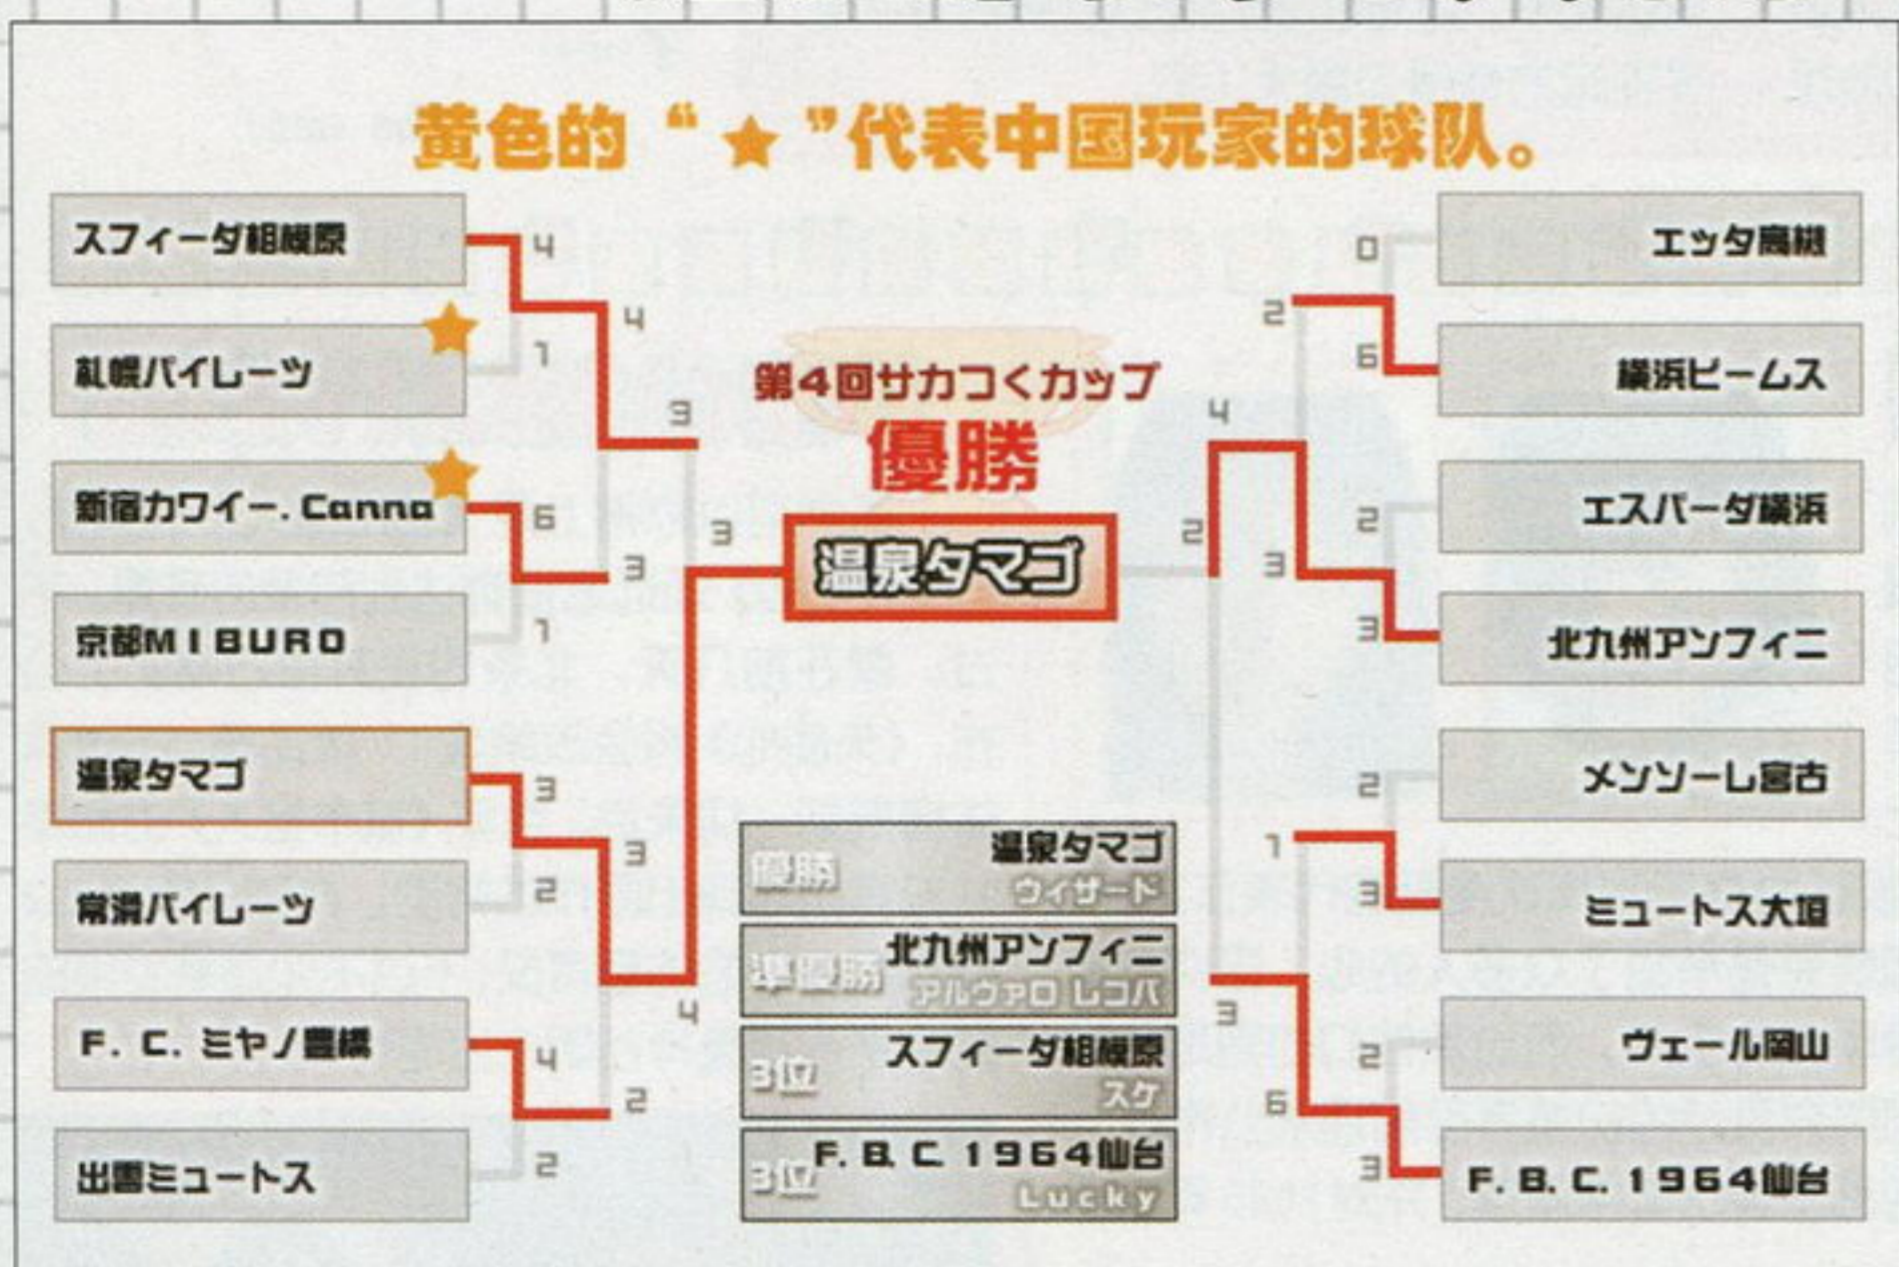 黄色的“★”代表中国玩家的球队。
スフィーダ相模原
4
札幌パイレーツ
1
4
新宿カワイー. Canna
6
京都MIBURO
1
3
3
温泉タマゴ
3
常滑パイレーツ
2
3
F. C. ミヤノ豊橋
4
出雲ミュートス
2
2
4
3
第4回サカつくカップ
優勝
温泉タマゴ
2
エッタ高槻
0
横浜ビームス
6
2
エスパーダ横浜
2
北九州アンフィニ
3
3
4
メンソーレ宮古
2
ミュートス大垣
3
1
ヴェール岡山
2
F. B. C. 1964仙台
3
6
3
優勝 温泉タマゴ
ウィザード
準優勝 北九州アンフィニ
アルヴァロ レコバ
3位 スフィーダ相模原
スケ
3位 F. B. C. 1964仙台
Lucky